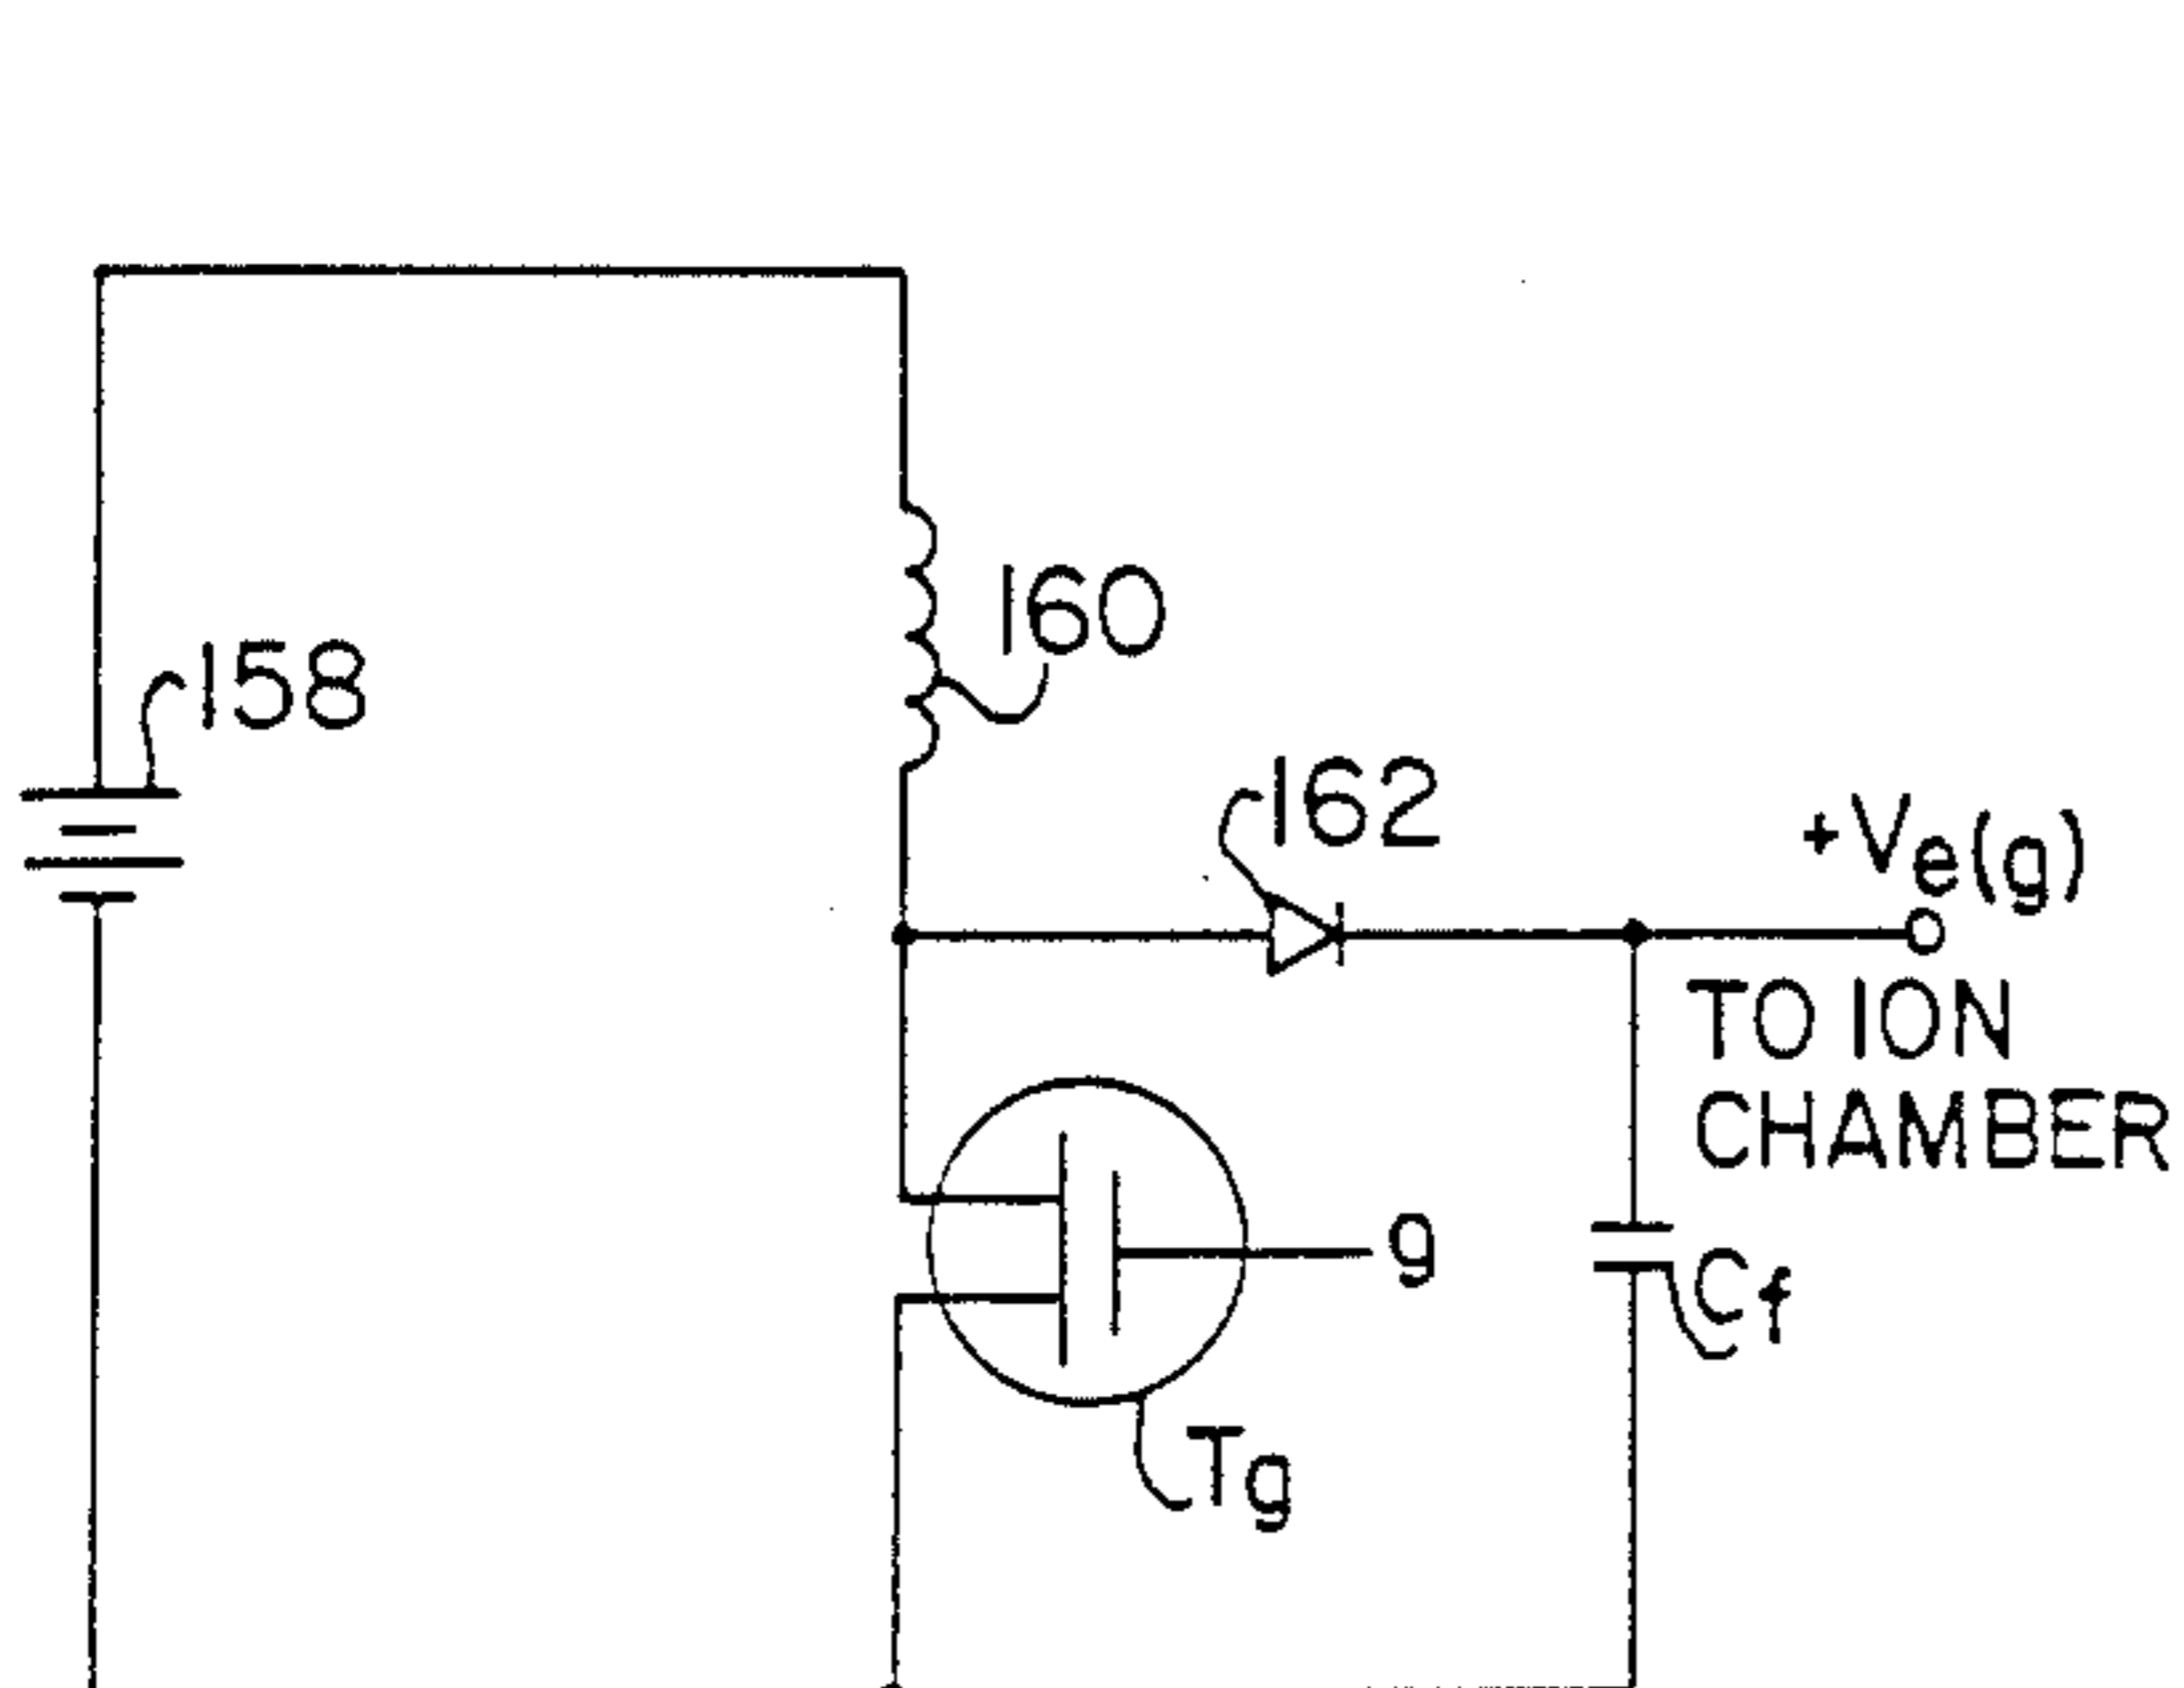 160
158
162
+Ve(g)
TO ION
CHAMBER
g
Cf
Tg